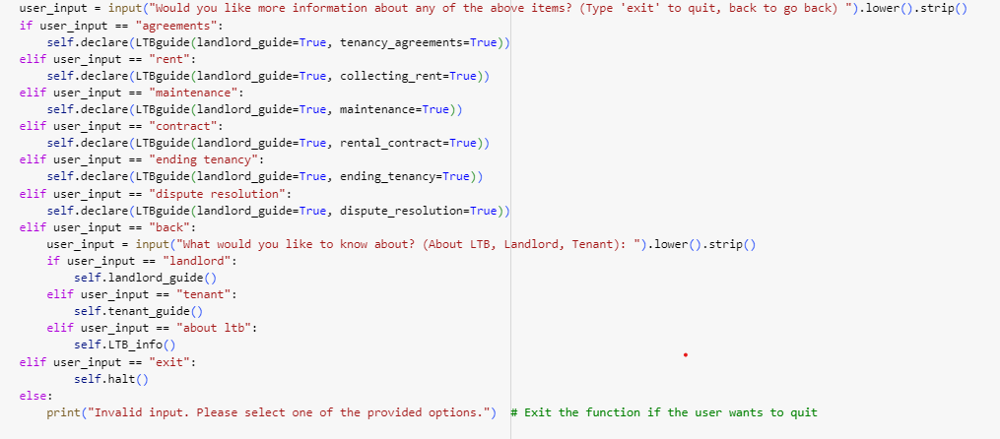 user_input = input("Would you like more information about any of the above items? (Type 'exit' to quit, back to go back) ").lower().strip()
if user_input == "agreements":
    self.declare(LTBguide(landlord_guide=True, tenancy_agreements=True))
elif user_input == "rent":
    self.declare(LTBguide(landlord_guide=True, collecting_rent=True))
elif user_input == "maintenance":
    self.declare(LTBguide(landlord_guide=True, maintenance=True))
elif user_input == "contract":
    self.declare(LTBguide(landlord_guide=True, rental_contract=True))
elif user_input == "ending tenancy":
    self.declare(LTBguide(landlord_guide=True, ending_tenancy=True))
elif user_input == "dispute resolution":
    self.declare(LTBguide(landlord_guide=True, dispute_resolution=True))
elif user_input == "back":
    user_input = input("What would you like to know about? (About LTB, Landlord, Tenant): ").lower().strip()
    if user_input == "landlord":
        self.landlord_guide()
    elif user_input == "tenant":
        self.tenant_guide()
    elif user_input == "about ltb":
        self.LTB_info()
elif user_input == "exit":
        self.halt()
else:
    print("Invalid input. Please select one of the provided options.")  # Exit the function if the user wants to quit